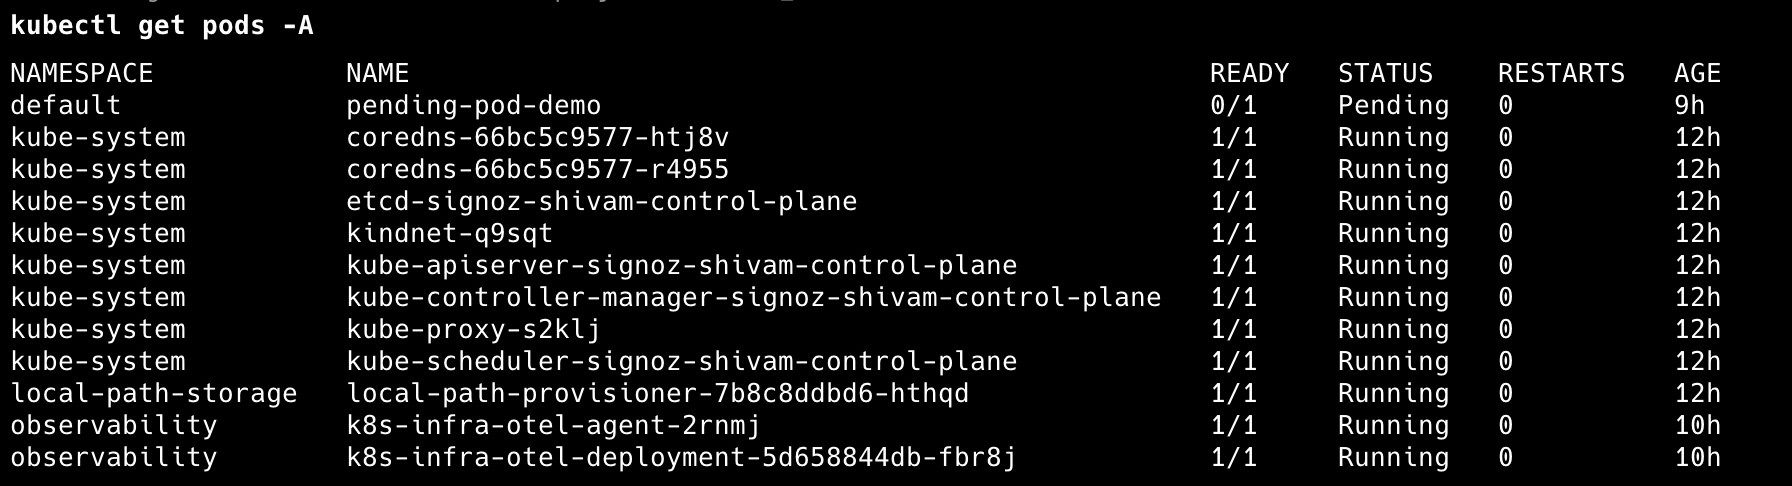 kubectl get pods -A
NAMESPACE NAME READY STATUS RESTARTS AGE
default pending-pod-demo 0/1 Pending 0 9h
kube-system coredns-66bc5c9577-htj8v 1/1 Running 0 12h
kube-system coredns-66bc5c9577-r4955 1/1 Running 0 12h
kube-system etcd-signoz-shivam-control-plane 1/1 Running 0 12h
kube-system kindnet-q9sqt 1/1 Running 0 12h
kube-system kube-apiserver-signoz-shivam-control-plane 1/1 Running 0 12h
kube-system kube-controller-manager-signoz-shivam-control-plane 1/1 Running 0 12h
kube-system kube-proxy-s2klj 1/1 Running 0 12h
kube-system kube-scheduler-signoz-shivam-control-plane 1/1 Running 0 12h
local-path-storage local-path-provisioner-7b8c8ddbd6-hthqd 1/1 Running 0 12h
observability k8s-infra-otel-agent-2rnmj 1/1 Running 0 10h
observability k8s-infra-otel-deployment-5d658844db-fbr8j 1/1 Running 0 10h